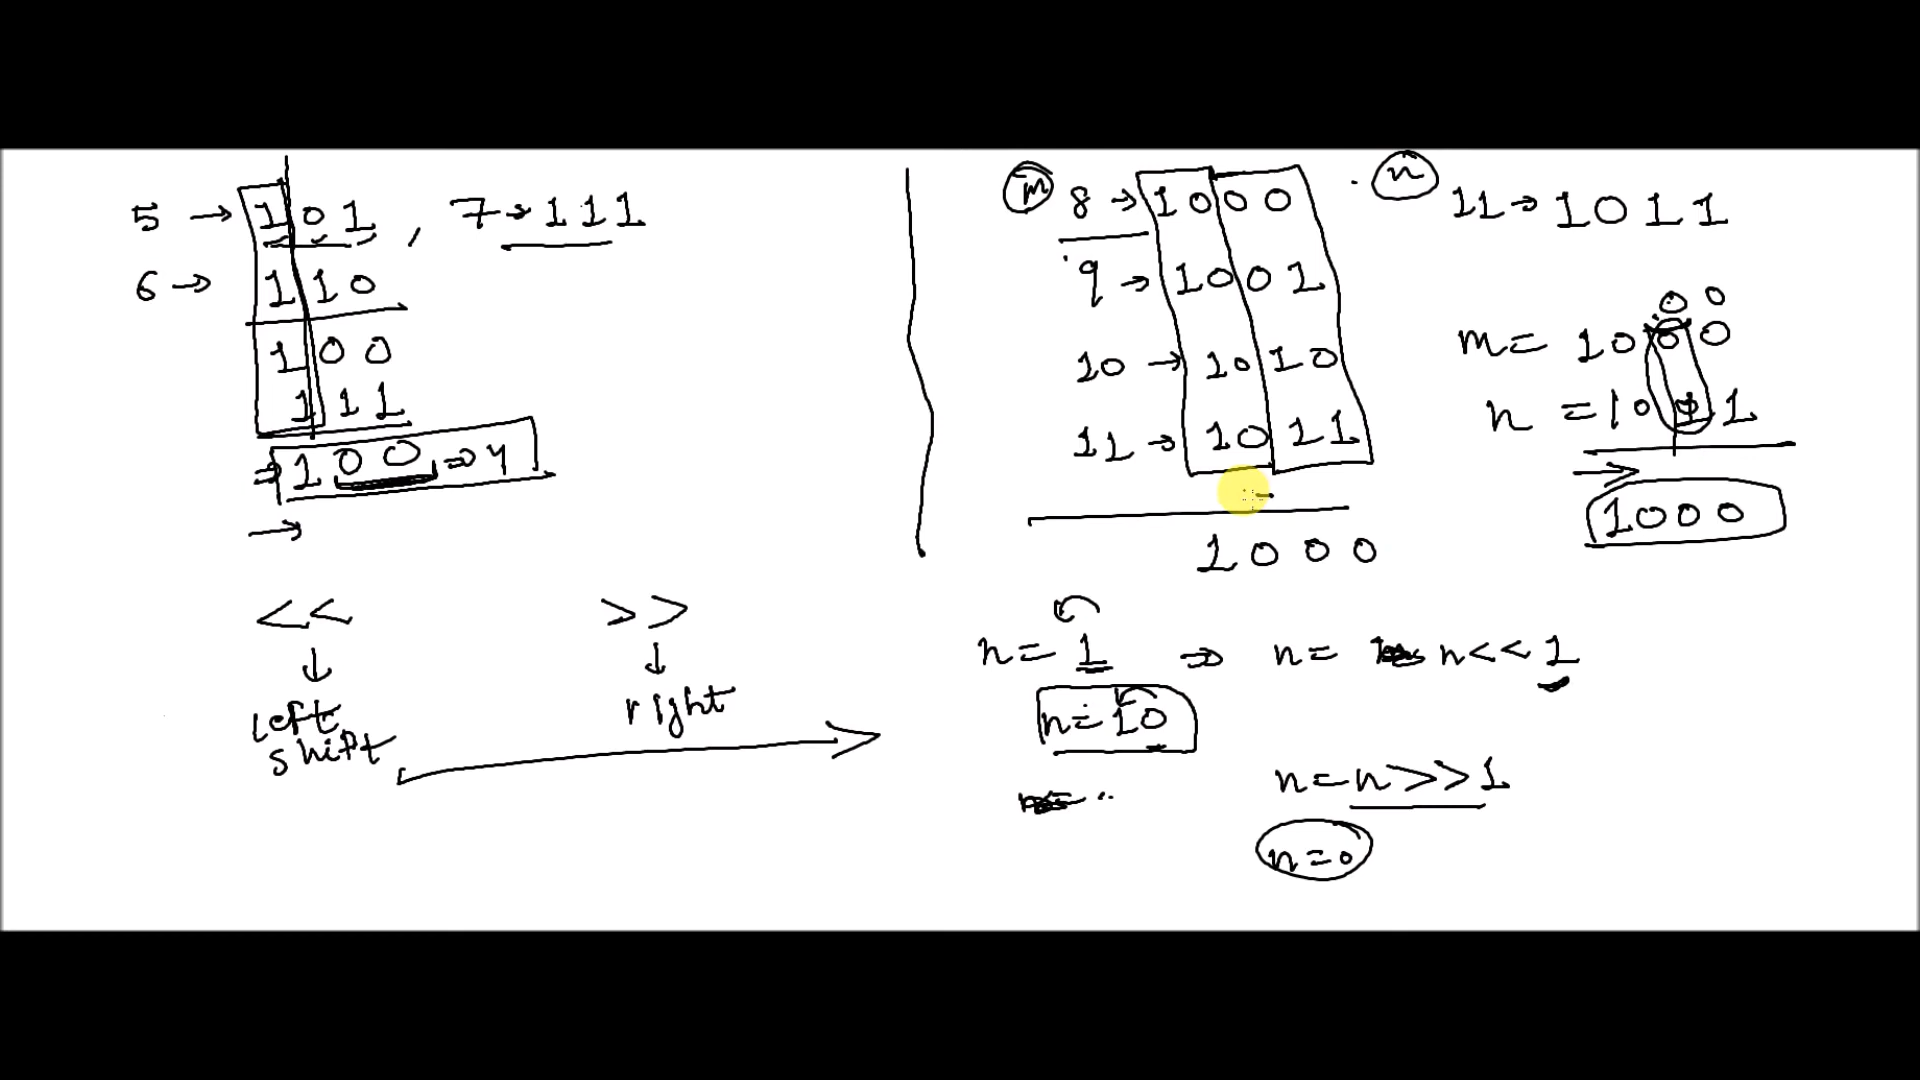 5 → 101 , 7 → 111
6 → 110
100
111
⇒ 100 ⇒ 4
→
<< >>
↓ ↓
left right
shift
m 8 → 1000
9 → 1001
10 → 1010
11 → 1011
1000
n 11 → 1011
00
m = 1000
n = 1011
→
1000
n = 1 ⇒ n = n << 1
n = 10
n = n >> 1
n = 0